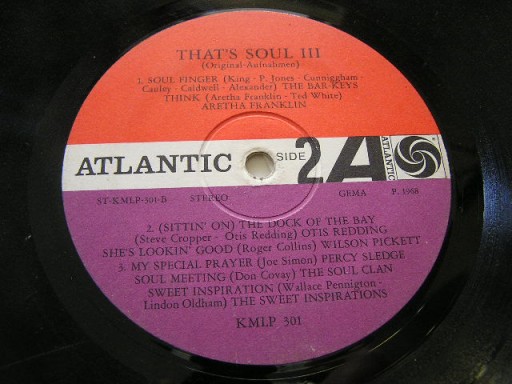 THAT'S SOUL III
(Original-Aufnahmen)
1. SOUL FINGER (King - P. Jones - Cunnigham -
Cauley - Caldwell - Alexander) THE BAR-KEYS
THINK (Aretha Franklin - Ted White)
ARETHA FRANKLIN
ATLANTIC
SIDE 2
A
ATLANTIC
ST-KMLP-301-B STEREO GEMA P. 1968
2. (SITTIN' ON) THE DOCK OF THE BAY
(Steve Cropper - Otis Redding) OTIS REDDING
SHE'S LOOKIN' GOOD (Roger Collins) WILSON PICKETT
3. MY SPECIAL PRAYER (Joe Simon) PERCY SLEDGE
SOUL MEETING (Don Covay) THE SOUL CLAN
SWEET INSPIRATION (Wallace Pennington -
Lindon Oldham) THE SWEET INSPIRATIONS
KMLP 301